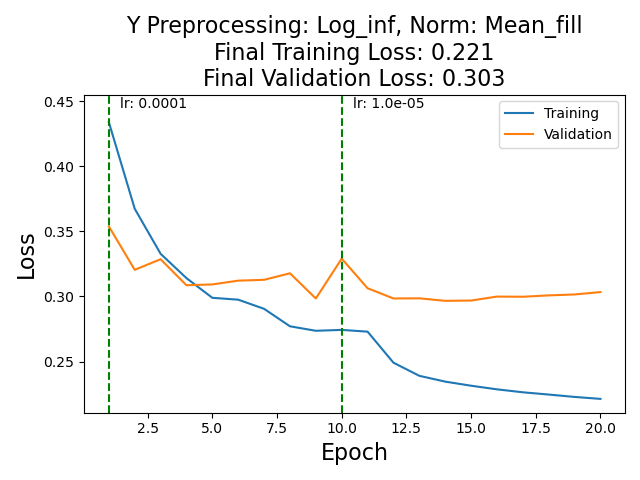 Y Preprocessing: Log_inf, Norm: Mean_fill
Final Training Loss: 0.221
Final Validation Loss: 0.303
lr: 0.0001
lr: 1.0e-05
Training
Validation
0.45
0.40
0.35
0.30
0.25
Loss
2.5 5.0 7.5 10.0 12.5 15.0 17.5 20.0
Epoch